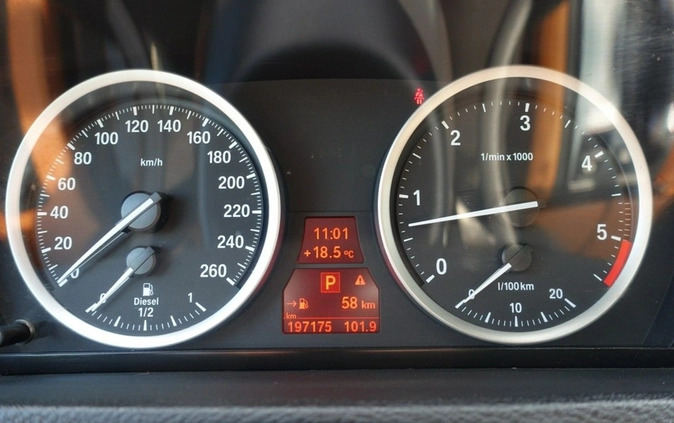 0 20 40 60 80 100 120 140 160 180 200 220 240 260
km/h
0 1/2 1
Diesel
11:01
+18.5 °C
P
58 km
km
197175 101.9
0 1 2 3 4 5
1/min x 1000
0 10 20
l/100km